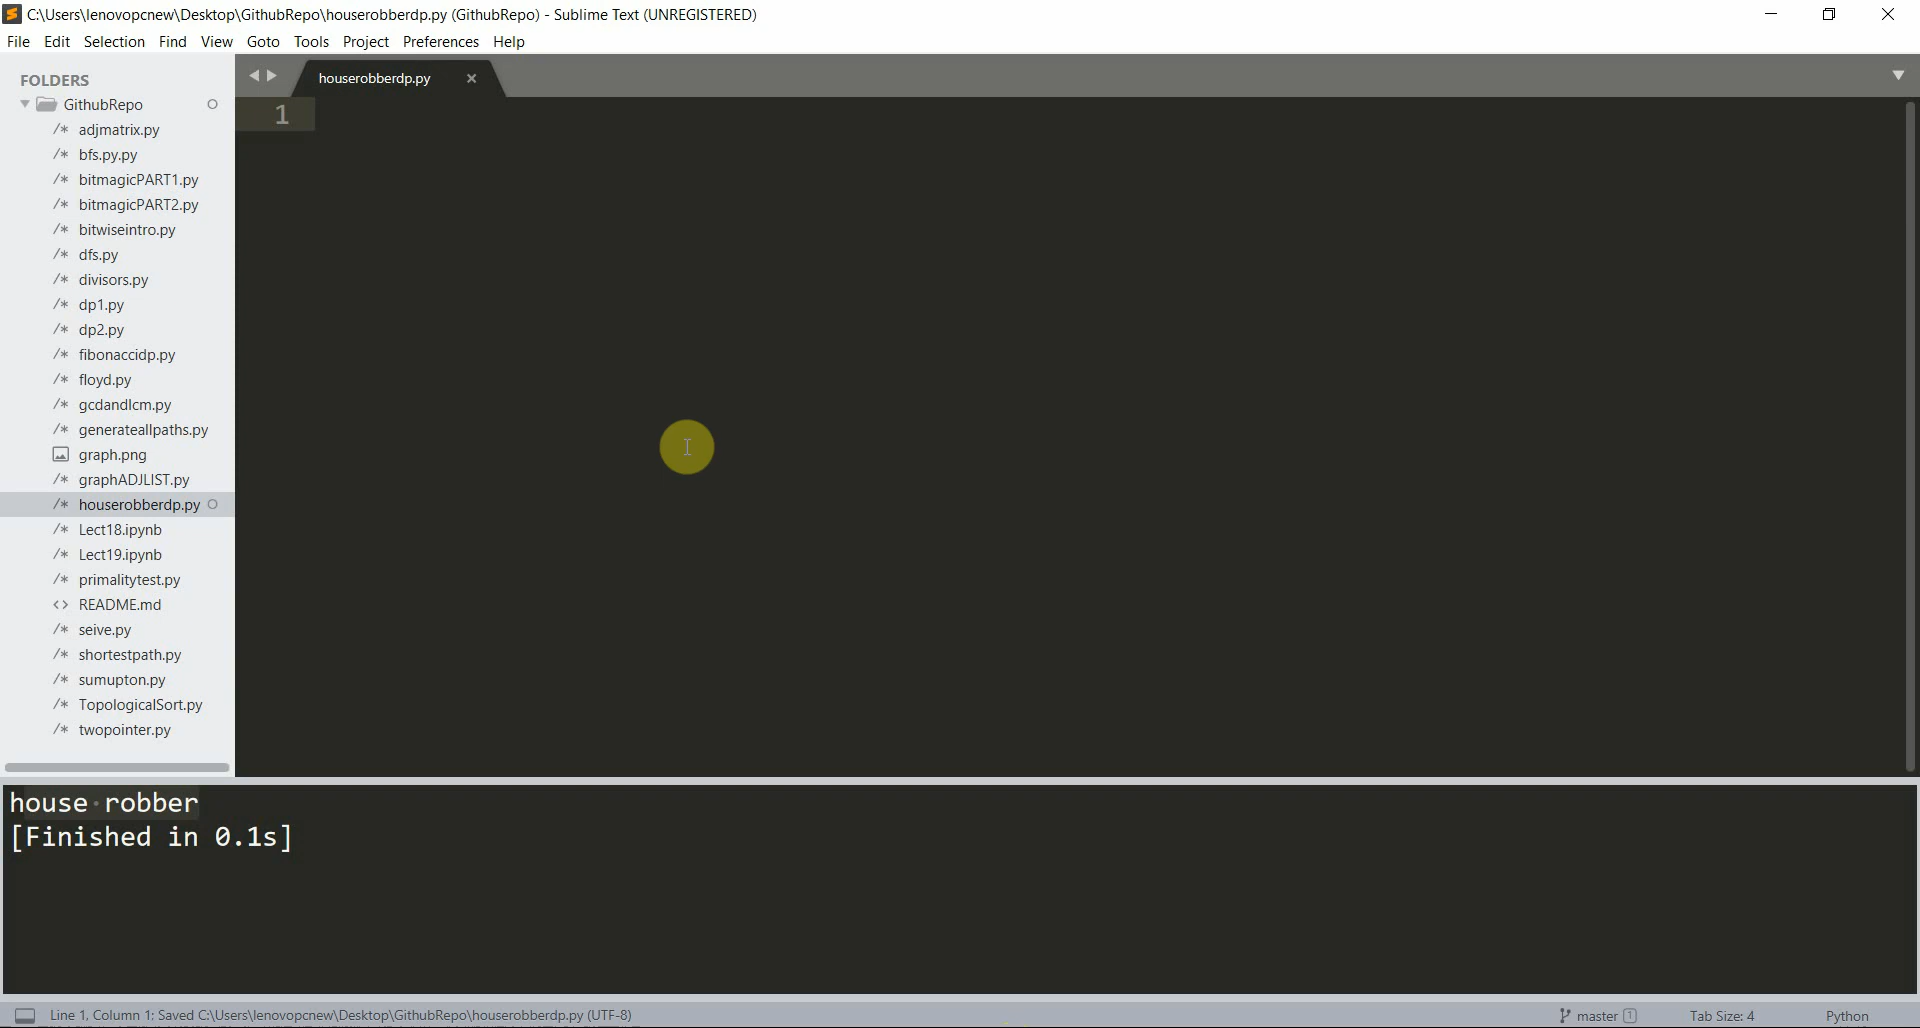 C:\Users\lenovopcnew\Desktop\GithubRepo\houserobberdp.py (GithubRepo) - Sublime Text (UNREGISTERED)
File Edit Selection Find View Goto Tools Project Preferences Help
FOLDERS
houserobberdp.py
GithubRepo
1
/* adjmatrix.py
/* bfs.py.py
/* bitmagicPART1.py
/* bitmagicPART2.py
/* bitwiseintro.py
/* dfs.py
/* divisors.py
/* dp1.py
/* dp2.py
/* fibonaccidp.py
/* floyd.py
/* gcdandlcm.py
/* generateallpaths.py
graph.png
/* graphADJLIST.py
/* houserobberdp.py
/* Lect18.ipynb
/* Lect19.ipynb
/* primalitytest.py
<> README.md
/* seive.py
/* shortestpath.py
/* sumupton.py
/* TopologicalSort.py
/* twopointer.py
house·robber
[Finished in 0.1s]
Line 1, Column 1; Saved C:\Users\lenovopcnew\Desktop\GithubRepo\houserobberdp.py (UTF-8) master 1 Tab Size: 4 Python